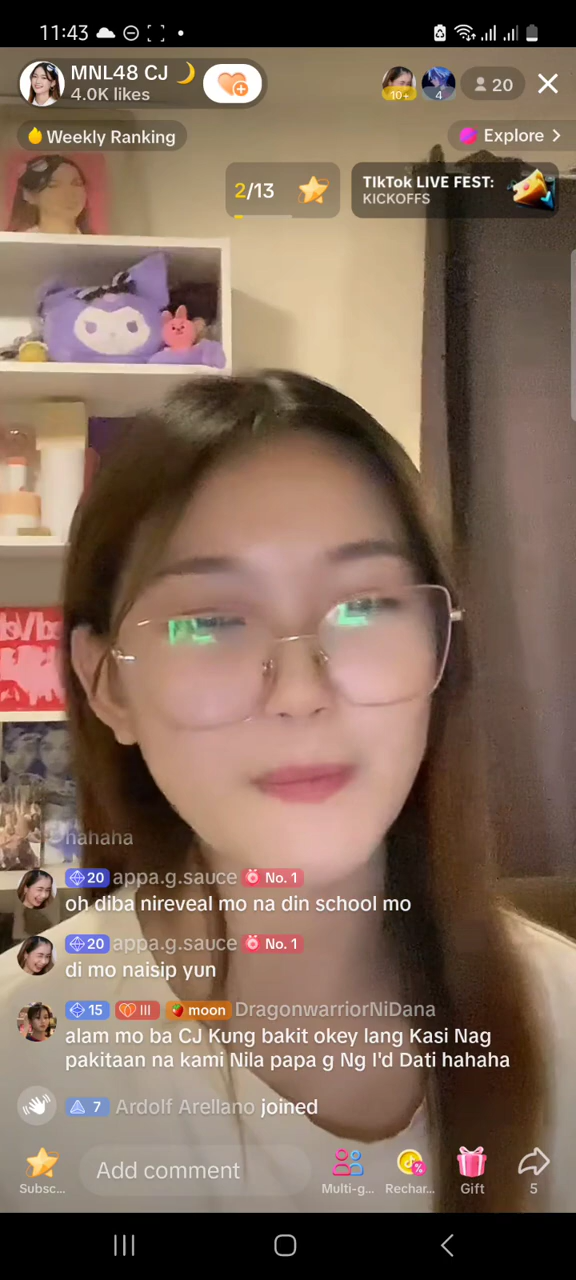 11:43
MNL48 CJ 🌙
4.0K likes
10+
4
20
Weekly Ranking
Explore >
2/13
TikTok LIVE FEST:
KICKOFFS
hahaha
20 appa.g.sauce No. 1
oh diba nireveal mo na din school mo
20 appa.g.sauce No. 1
di mo naisip yun
15 III moon DragonwarriorNiDana
alam mo ba CJ Kung bakit okey lang Kasi Nag
pakitaan na kami Nila papa g Ng I'd Dati hahaha
7 Ardolf Arellano joined
Add comment
Subsc...
Multi-g...
Rechar...
Gift
5